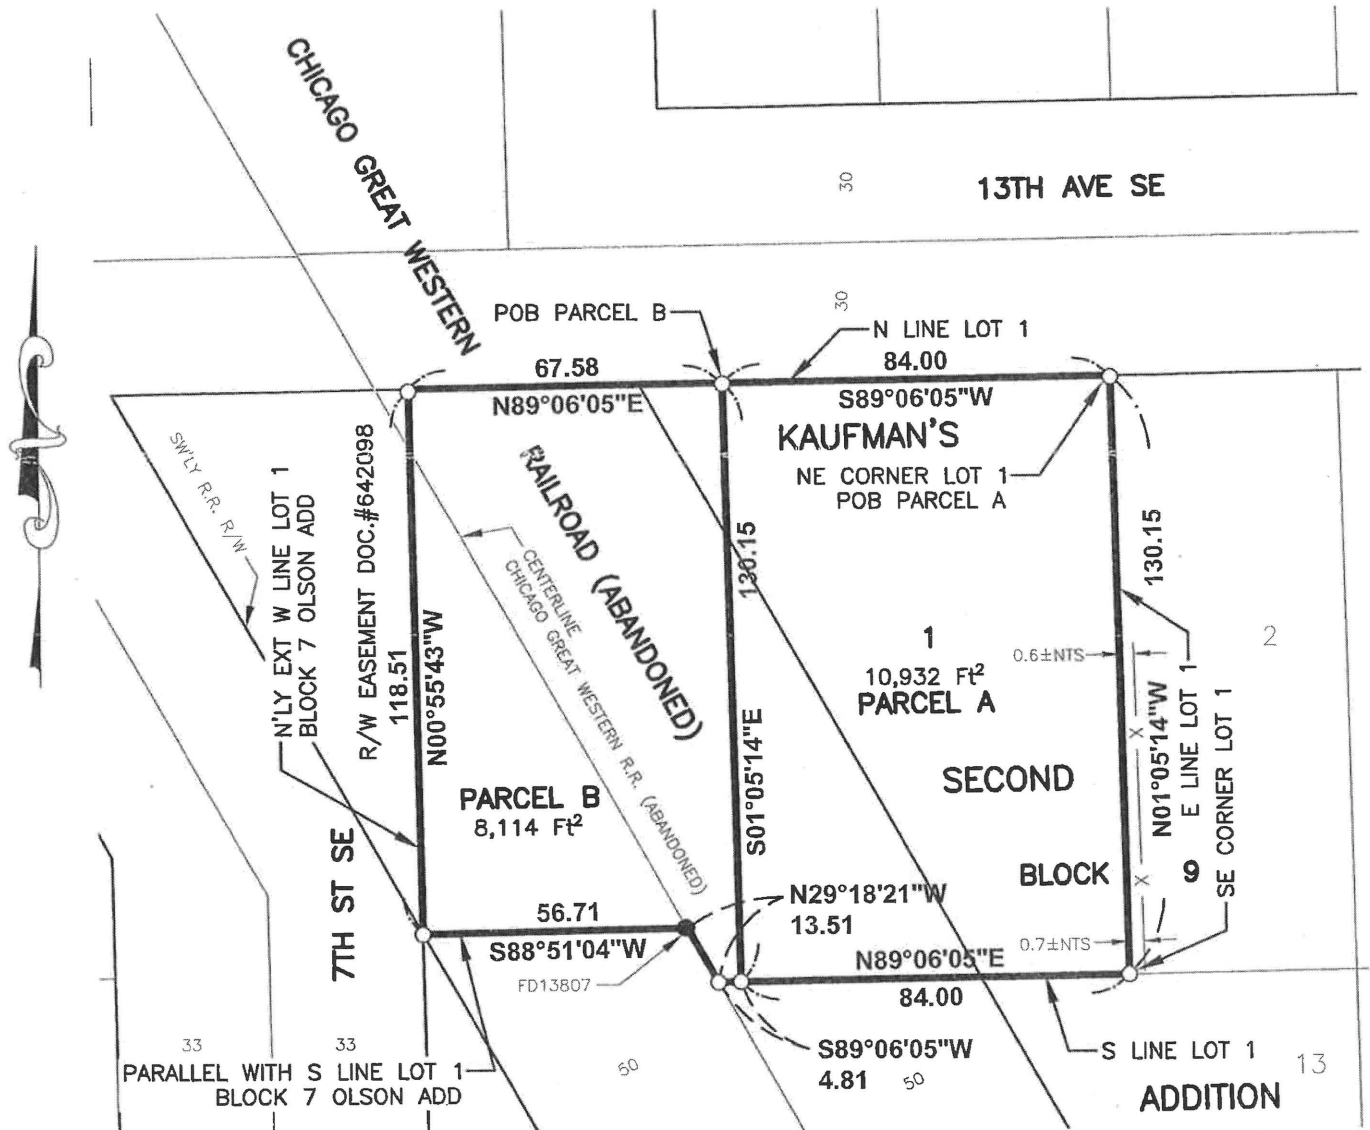 CHICAGO GREAT WESTERN
30
13TH AVE SE
30
POB PARCEL B
N LINE LOT 1
67.58
84.00
N89°06'05"E
S89°06'05"W
KAUFMAN'S
NE CORNER LOT 1
POB PARCEL A
SW'LY R.R. R/W
N'LY EXT W LINE LOT 1
BLOCK 7 OLSON ADD
R/W EASEMENT DOC.#642098
118.51
N00°55'43"W
RAILROAD (ABANDONED)
CENTERLINE
CHICAGO GREAT WESTERN R.R. (ABANDONED)
130.15
S01°05'14"E
130.15
1
10,932 Ft²
PARCEL A
0.6±NTS
2
N01°05'14"W
E LINE LOT 1
SE CORNER LOT 1
X
X
SECOND
PARCEL B
8,114 Ft²
BLOCK 9
7TH ST SE
N29°18'21"W
13.51
56.71
S88°51'04"W
FD13807
0.7±NTS
N89°06'05"E
84.00
S89°06'05"W
4.81
S LINE LOT 1
33
33
PARALLEL WITH S LINE LOT 1
BLOCK 7 OLSON ADD
50
50
13
ADDITION